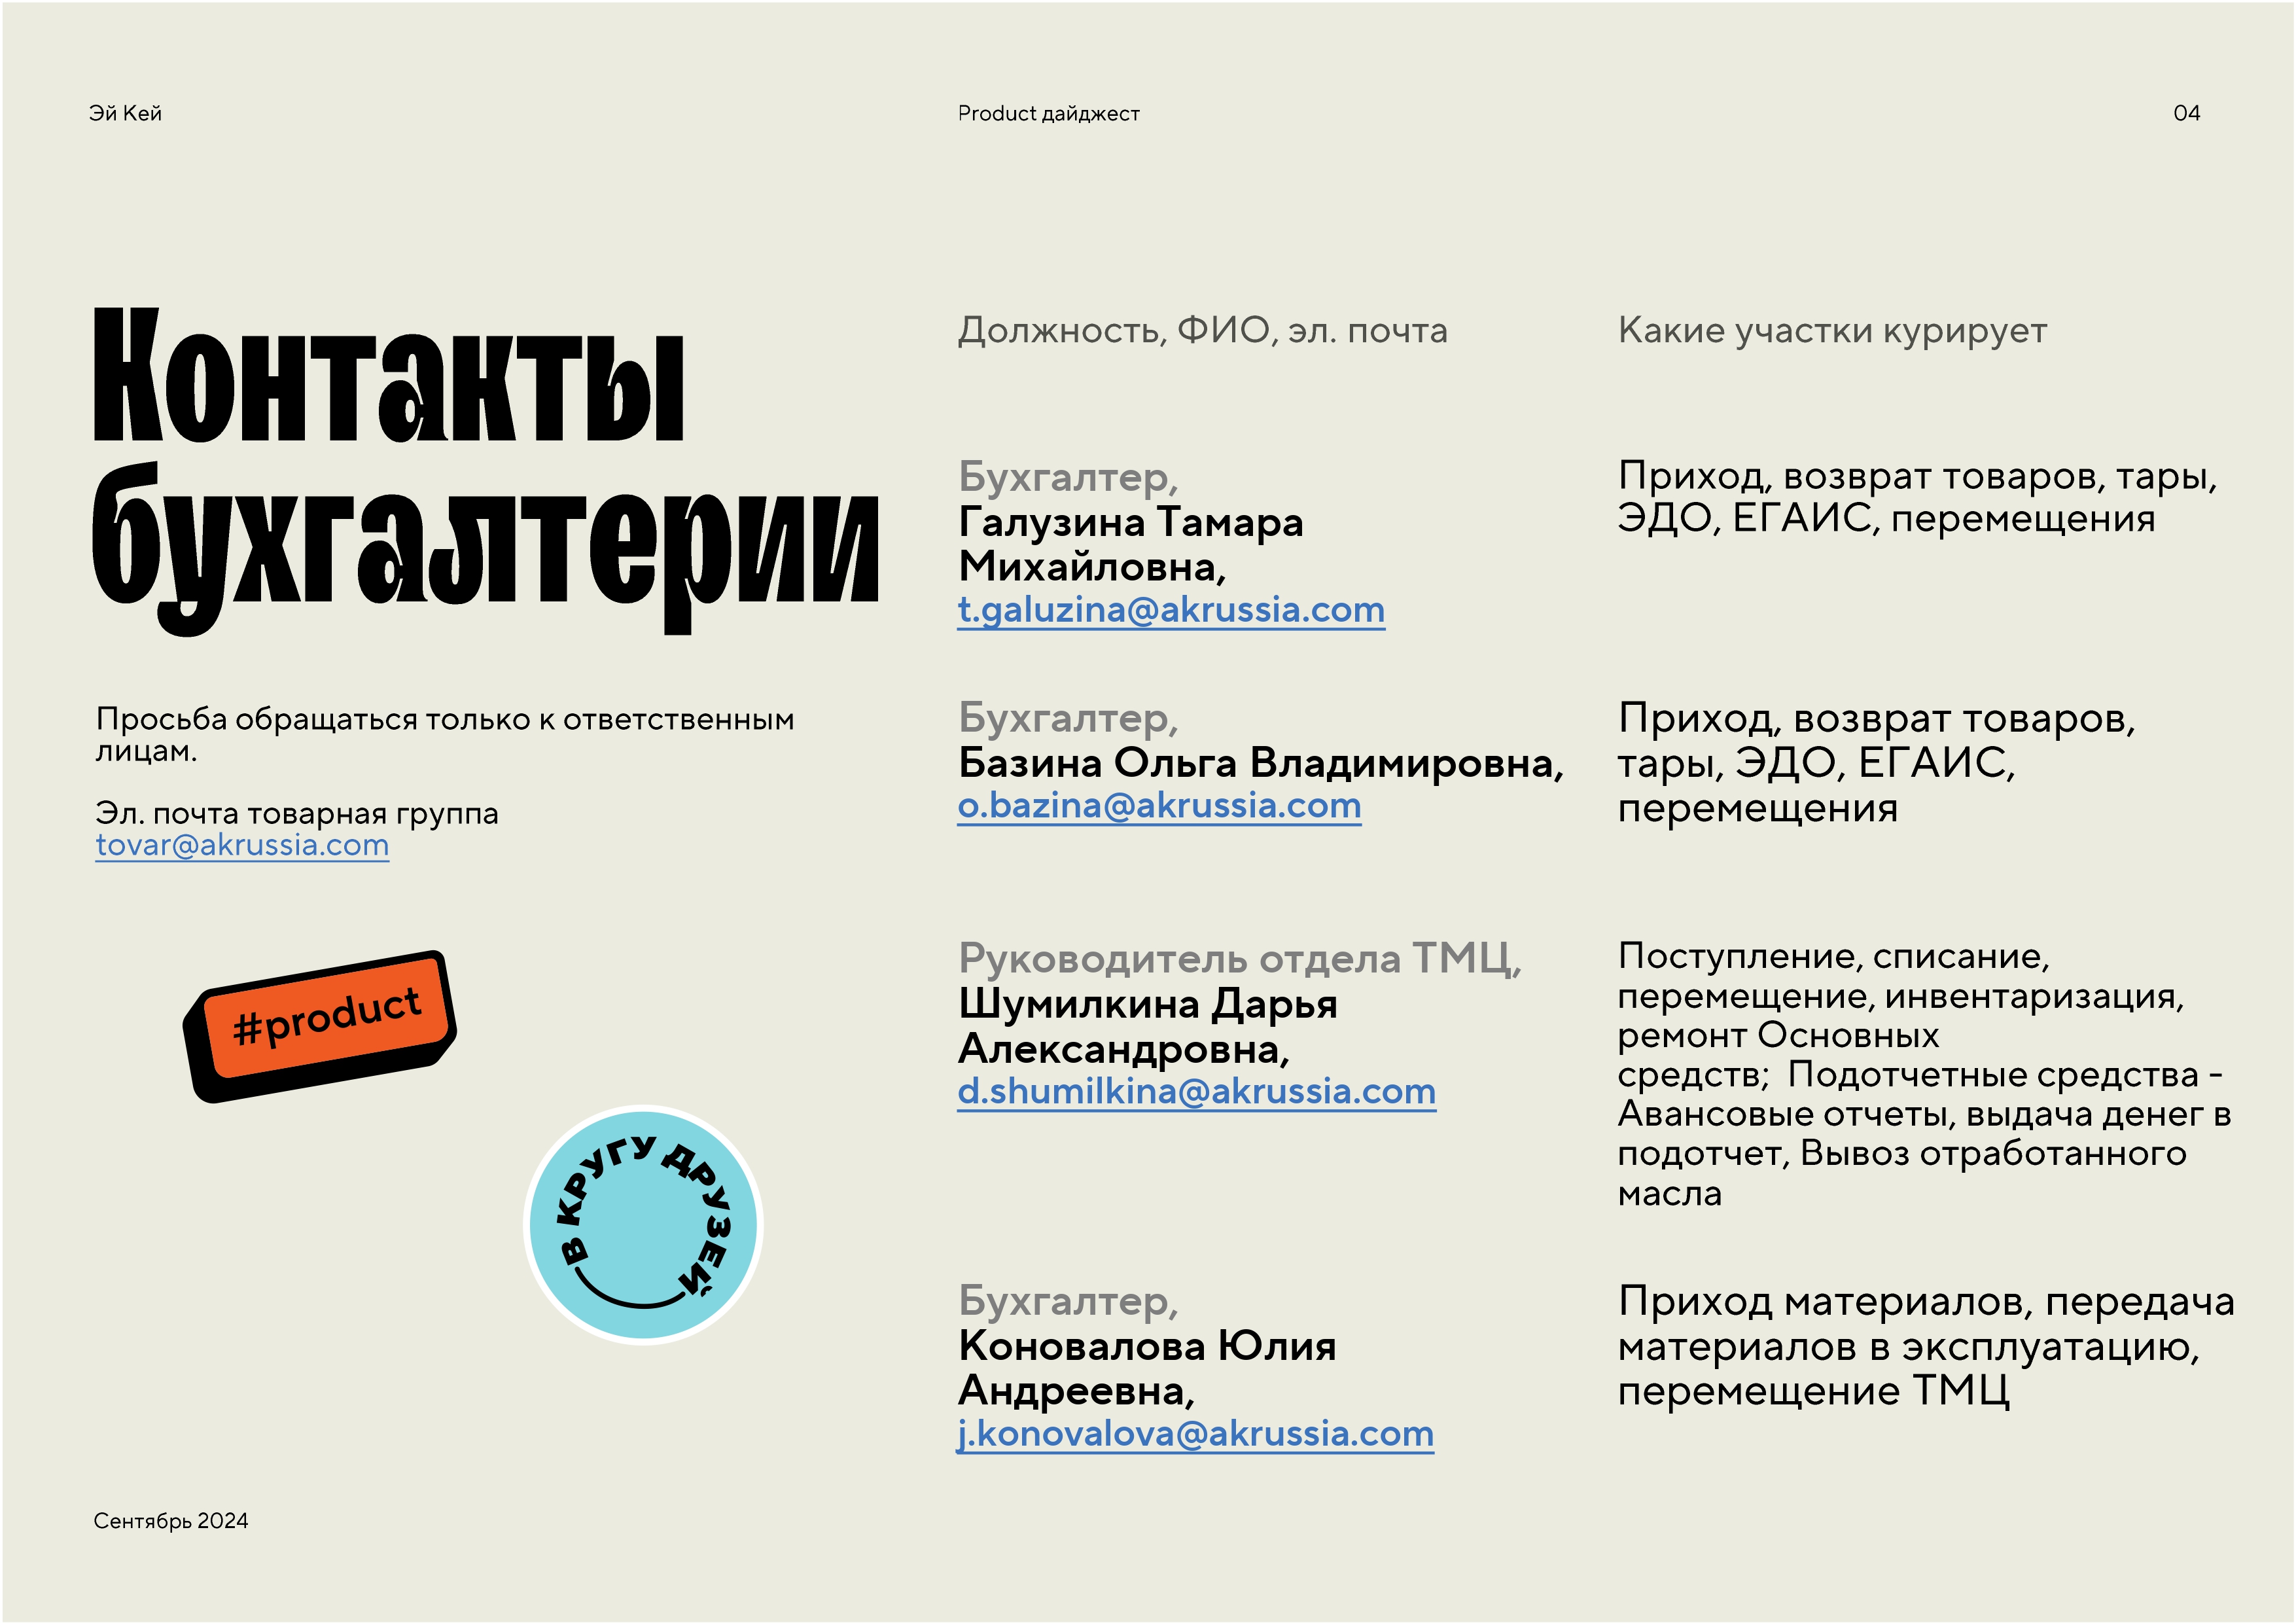 Эй Кей
Product дайджест
04
Контакты
бухгалтерии
Просьба обращаться только к ответственным
лицам.
Эл. почта товарная группа
tovar@akrussia.com
#product
В КРУГУ ДРУЗЕЙ
Должность, ФИО, эл. почта
Какие участки курирует
Бухгалтер,
Галузина Тамара
Михайловна,
t.galuzina@akrussia.com
Приход, возврат товаров, тары,
ЭДО, ЕГАИС, перемещения
Бухгалтер,
Базина Ольга Владимировна,
o.bazina@akrussia.com
Приход, возврат товаров,
тары, ЭДО, ЕГАИС,
перемещения
Руководитель отдела ТМЦ,
Шумилкина Дарья
Александровна,
d.shumilkina@akrussia.com
Поступление, списание,
перемещение, инвентаризация,
ремонт Основных
средств;  Подотчетные средства -
Авансовые отчеты, выдача денег в
подотчет, Вывоз отработанного
масла
Бухгалтер,
Коновалова Юлия
Андреевна,
j.konovalova@akrussia.com
Приход материалов, передача
материалов в эксплуатацию,
перемещение ТМЦ
Сентябрь 2024